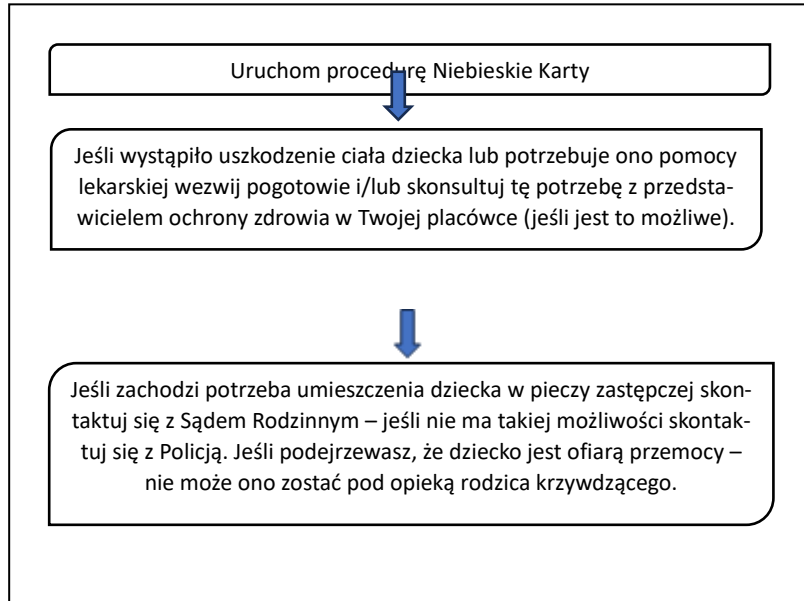 Uruchom procedurę Niebieskie Karty
Jeśli wystąpiło uszkodzenie ciała dziecka lub potrzebuje ono pomocy
lekarskiej wezwij pogotowie i/lub skonsultuj tę potrzebę z przedsta-
wicielem ochrony zdrowia w Twojej placówce (jeśli jest to możliwe).
Jeśli zachodzi potrzeba umieszczenia dziecka w pieczy zastępczej skon-
taktuj się z Sądem Rodzinnym – jeśli nie ma takiej możliwości skontak-
tuj się z Policją. Jeśli podejrzewasz, że dziecko jest ofiarą przemocy –
nie może ono zostać pod opieką rodzica krzywdzącego.